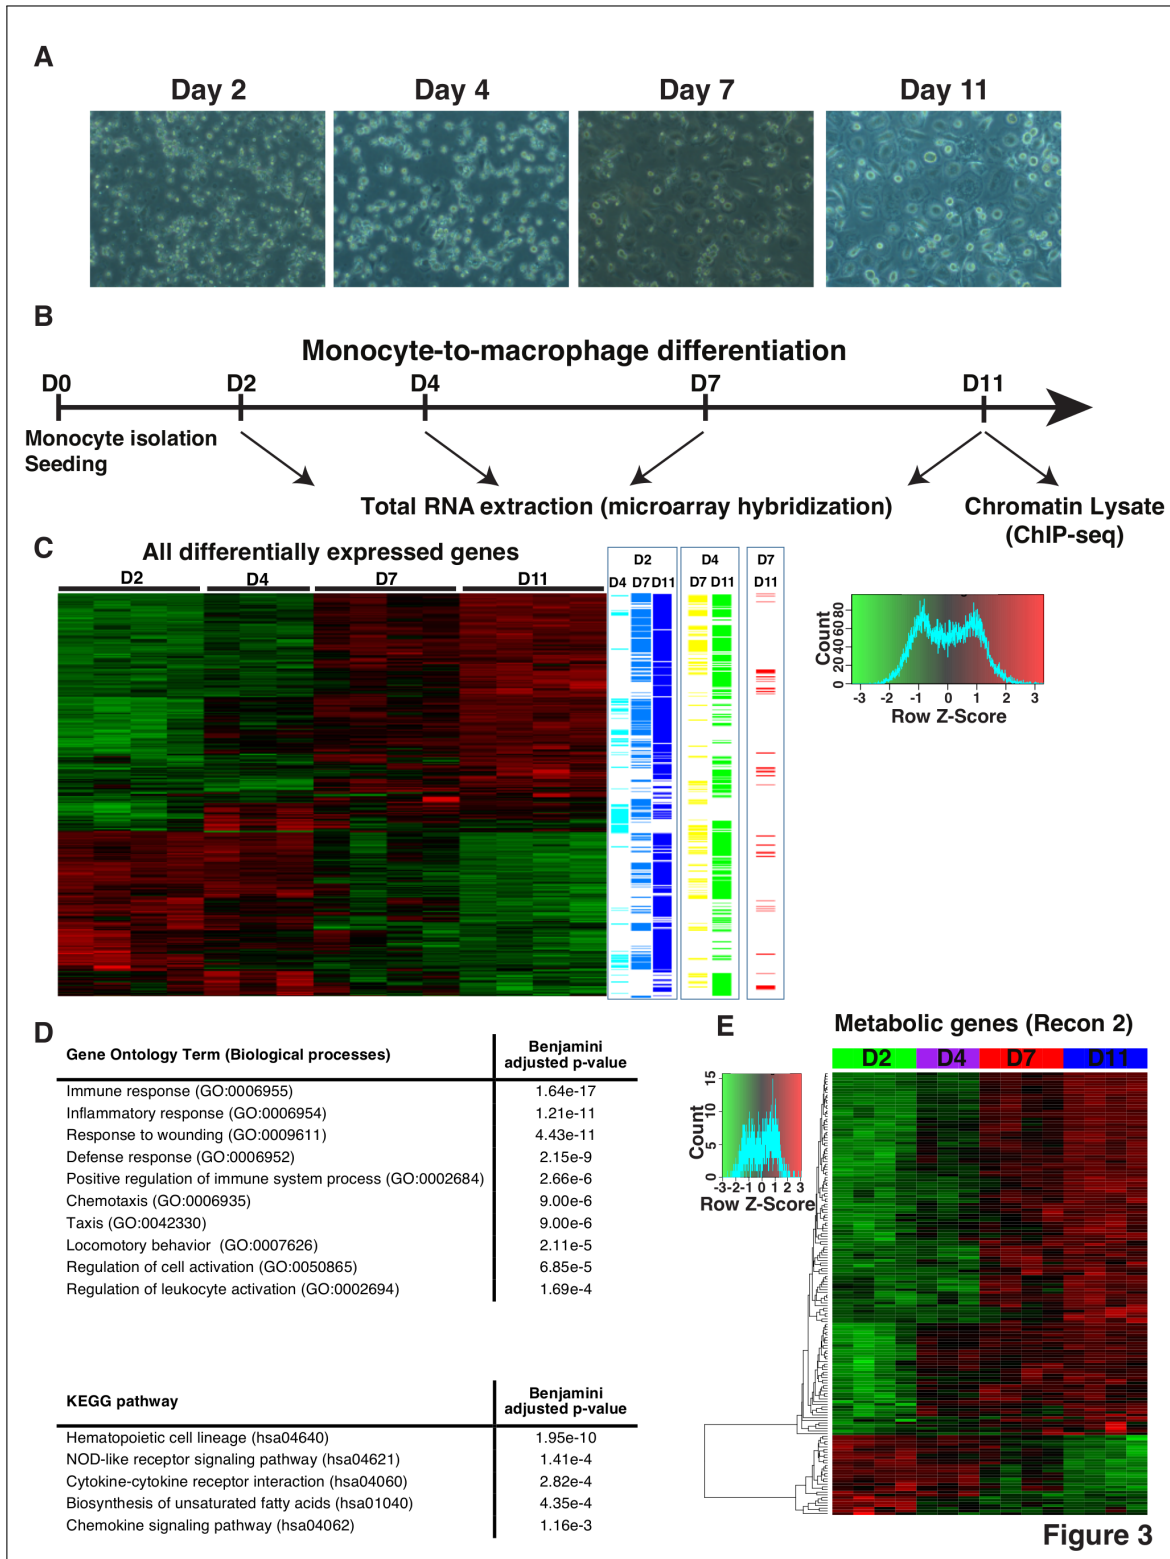 A
Day 2 Day 4 Day 7 Day 11
B
Monocyte-to-macrophage differentiation
D0 D2 D4 D7 D11
Monocyte isolation
Seeding
Total RNA extraction (microarray hybridization)
Chromatin Lysate
(ChIP-seq)
C
All differentially expressed genes
D2 D4 D7 D11
D2 D4 D7
D4 D7 D11 D7 D11 D11
Count
0 20 40 60 80
-3 -2 -1 0 1 2 3
Row Z-Score
D
Gene Ontology Term (Biological processes) Benjamini
adjusted p-value
Immune response (GO:0006955) 1.64e-17
Inflammatory response (GO:0006954) 1.21e-11
Response to wounding (GO:0009611) 4.43e-11
Defense response (GO:0006952) 2.15e-9
Positive regulation of immune system process (GO:0002684) 2.66e-6
Chemotaxis (GO:0006935) 9.00e-6
Taxis (GO:0042330) 9.00e-6
Locomotory behavior (GO:0007626) 2.11e-5
Regulation of cell activation (GO:0050865) 6.85e-5
Regulation of leukocyte activation (GO:0002694) 1.69e-4
KEGG pathway Benjamini
adjusted p-value
Hematopoietic cell lineage (hsa04640) 1.95e-10
NOD-like receptor signaling pathway (hsa04621) 1.41e-4
Cytokine-cytokine receptor interaction (hsa04060) 2.82e-4
Biosynthesis of unsaturated fatty acids (hsa01040) 4.35e-4
Chemokine signaling pathway (hsa04062) 1.16e-3
E
Metabolic genes (Recon 2)
D2 D4 D7 D11
Count
0 5 10 15
-3 -2 -1 0 1 2 3
Row Z-Score
Figure 3